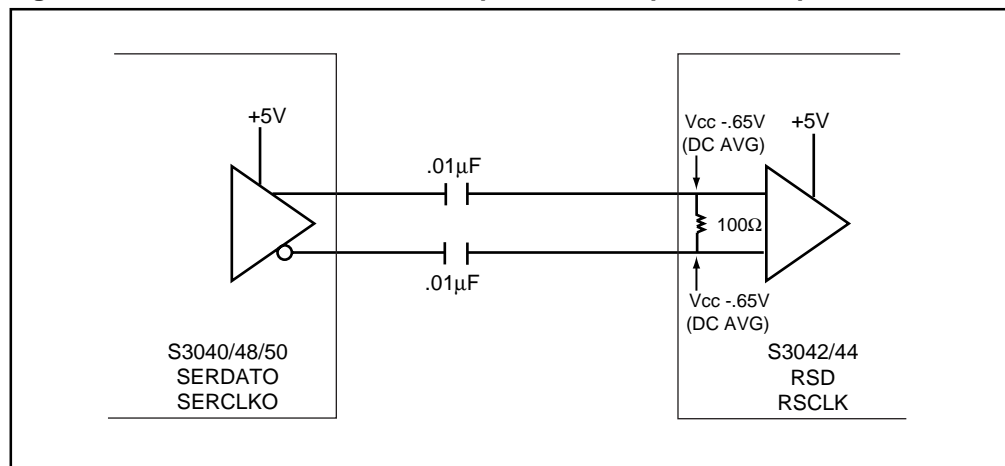 +5V
.01µF
.01µF
Vcc -.65V
(DC AVG)
+5V
100Ω
Vcc -.65V
(DC AVG)
S3040/48/50
SERDATO
SERCLKO
S3042/44
RSD
RSCLK